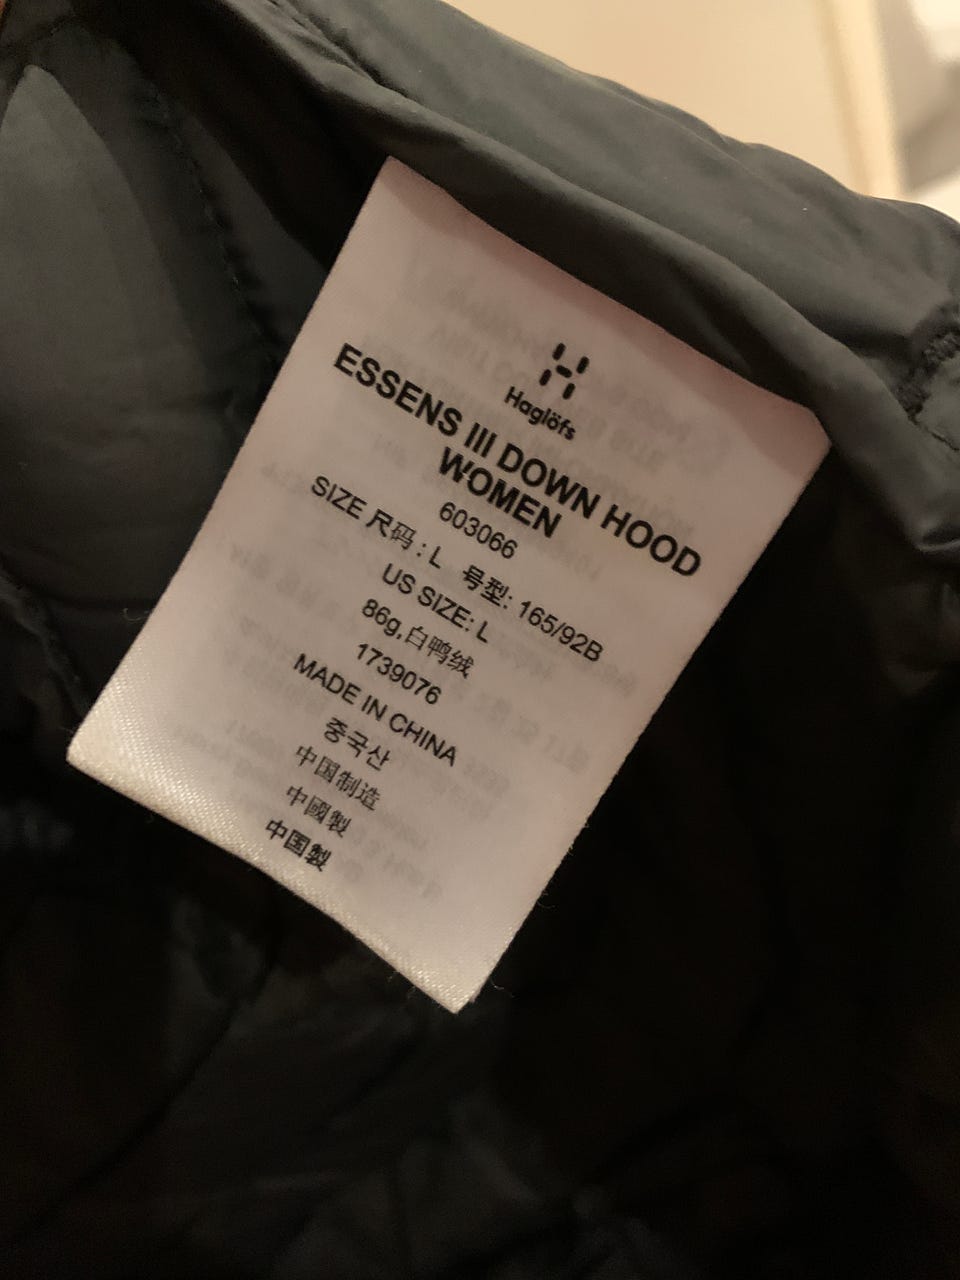 Haglöfs
ESSENS III DOWN HOOD
WOMEN
603066
SIZE 尺码 : L 号型: 165/92B
US SIZE: L
86g,白鸭绒
1739076
MADE IN CHINA
중국산
中国制造
中國製
中国製